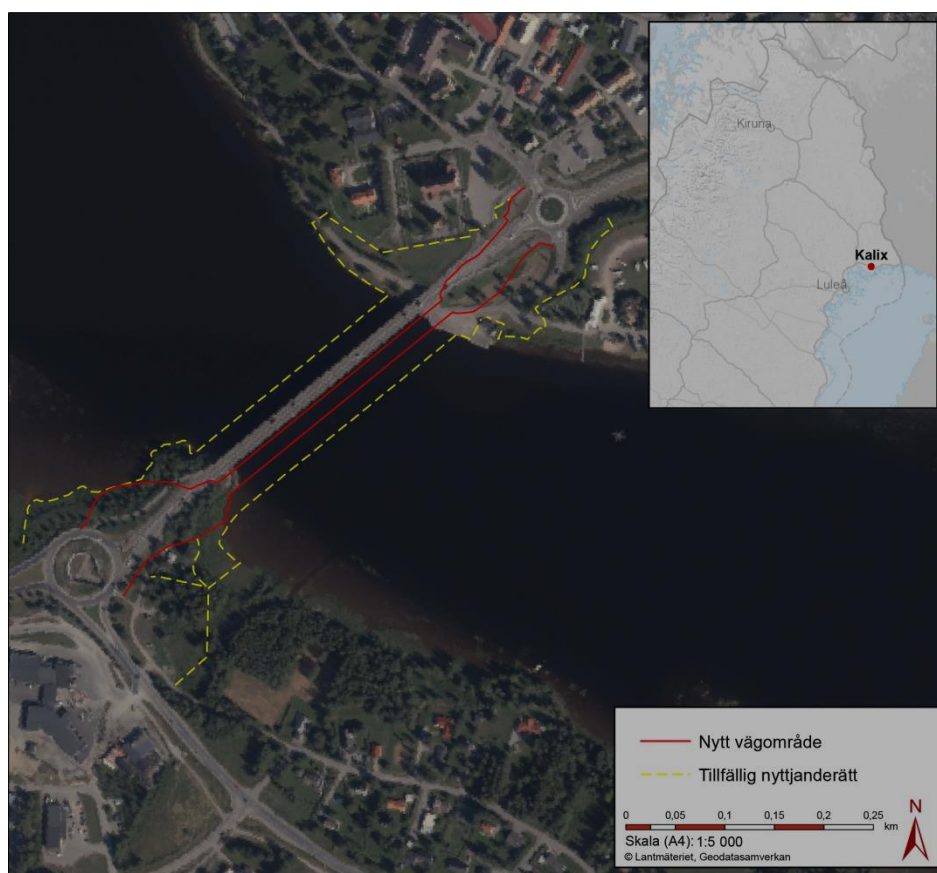 Kiruna
Kalix
Luleå
Nytt vägområde
Tillfällig nyttjanderätt
0 0,05 0,1 0,15 0,2 0,25
km
N
Skala (A4): 1:5 000
© Lantmäteriet, Geodatasamverkan